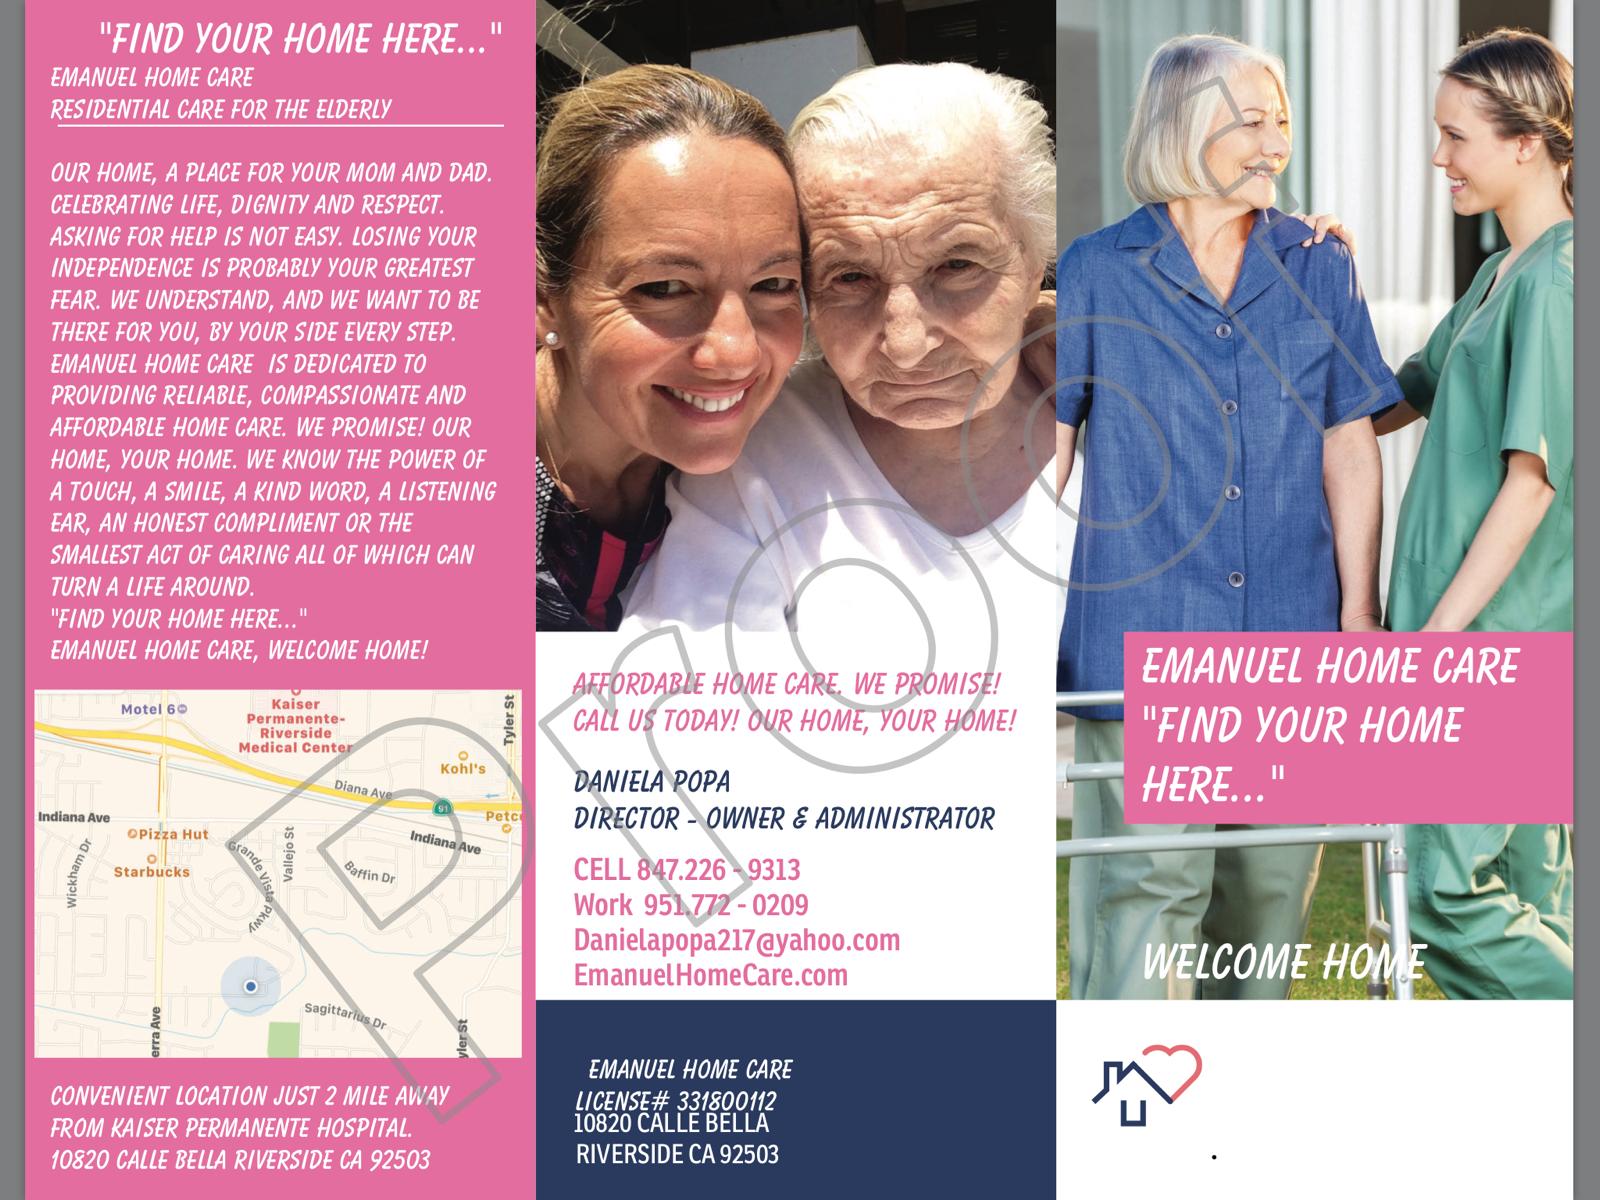 "FIND YOUR HOME HERE..."
EMANUEL HOME CARE
RESIDENTIAL CARE FOR THE ELDERLY
OUR HOME, A PLACE FOR YOUR MOM AND DAD.
CELEBRATING LIFE, DIGNITY AND RESPECT.
ASKING FOR HELP IS NOT EASY. LOSING YOUR
INDEPENDENCE IS PROBABLY YOUR GREATEST
FEAR. WE UNDERSTAND, AND WE WANT TO BE
THERE FOR YOU, BY YOUR SIDE EVERY STEP.
EMANUEL HOME CARE  IS DEDICATED TO
PROVIDING RELIABLE, COMPASSIONATE AND
AFFORDABLE HOME CARE. WE PROMISE! OUR
HOME, YOUR HOME. WE KNOW THE POWER OF
A TOUCH, A SMILE, A KIND WORD, A LISTENING
EAR, AN HONEST COMPLIMENT OR THE
SMALLEST ACT OF CARING ALL OF WHICH CAN
TURN A LIFE AROUND.
"FIND YOUR HOME HERE..."
EMANUEL HOME CARE, WELCOME HOME!
Motel 6
Kaiser
Permanente-
Riverside
Medical Center
Tyler St
Kohl's
Diana Ave
91
Indiana Ave
Petc
Pizza Hut
Indiana Ave
Starbucks
Wickham Dr
Grande Vista Pkwy
Vallejo St
Baffin Dr
Sagittarius Dr
erra Ave
yler St
CONVENIENT LOCATION JUST 2 MILE AWAY
FROM KAISER PERMANENTE HOSPITAL.
10820 CALLE BELLA RIVERSIDE CA 92503
AFFORDABLE HOME CARE. WE PROMISE!
CALL US TODAY! OUR HOME, YOUR HOME!
DANIELA POPA
DIRECTOR - OWNER & ADMINISTRATOR
CELL 847.226 - 9313
Work  951.772 - 0209
Danielapopa217@yahoo.com
EmanuelHomeCare.com
EMANUEL HOME CARE
LICENSE# 331800112
10820 CALLE BELLA
RIVERSIDE CA 92503
EMANUEL HOME CARE
"FIND YOUR HOME
HERE..."
WELCOME HOME
Proof